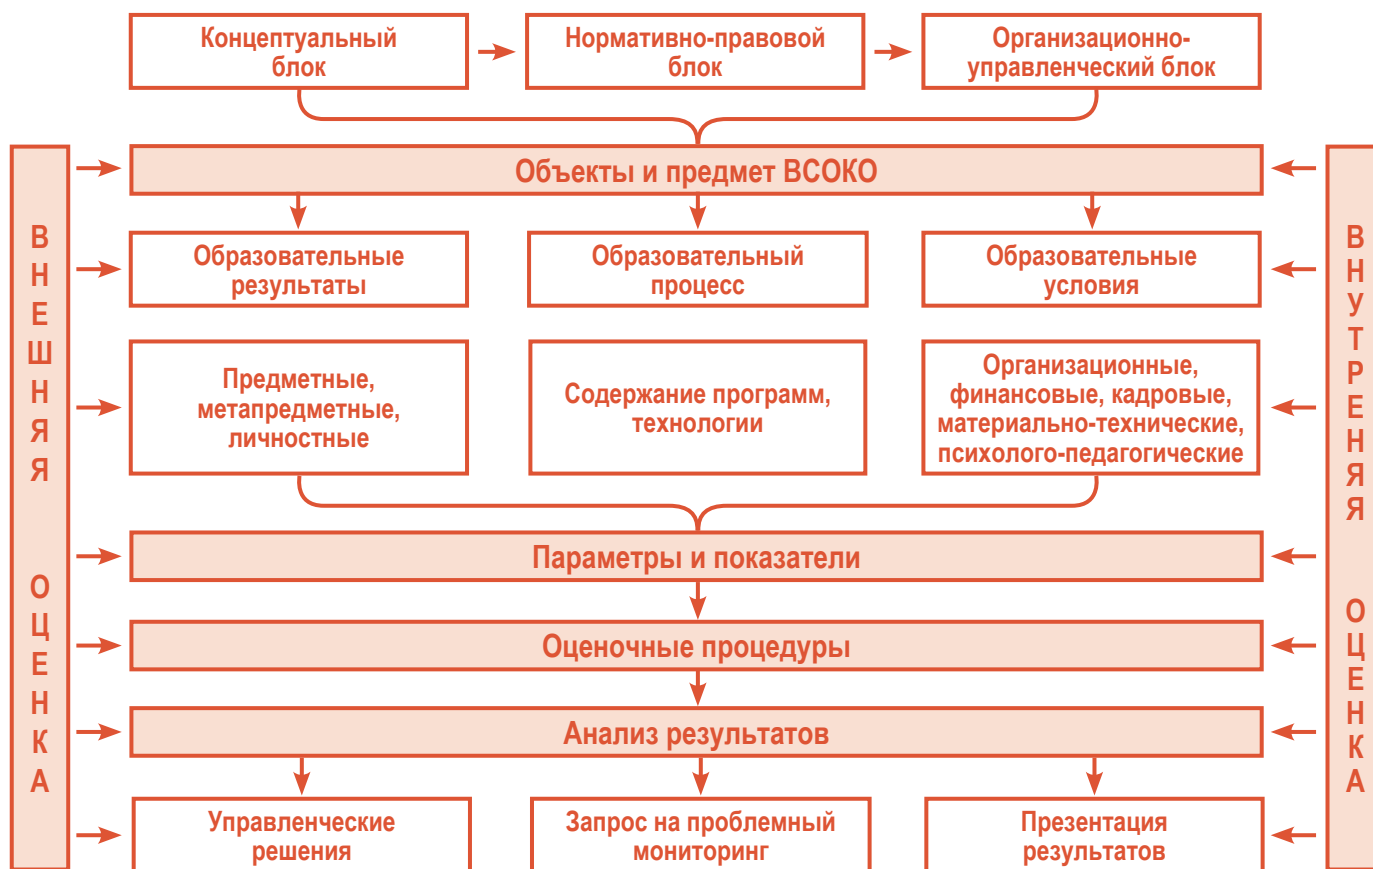 Концептуальный
блок
Нормативно-правовой
блок
Организационно-
управленческий блок
Объекты и предмет ВСОКО
Образовательные
результаты
Образовательный
процесс
Образовательные
условия
Предметные,
метапредметные,
личностные
Содержание программ,
технологии
Организационные,
финансовые, кадровые,
материально-технические,
психолого-педагогические
Параметры и показатели
Оценочные процедуры
Анализ результатов
Управленческие
решения
Запрос на проблемный
мониторинг
Презентация
результатов
ВНЕШНЯЯ ОЦЕНКА
ВНУТРЕНЯЯ ОЦЕНКА